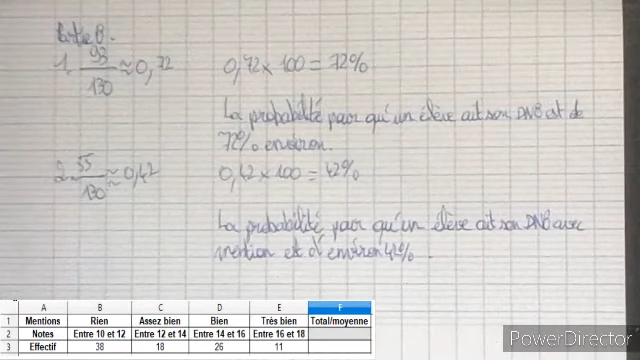 Partie B.
1. 93/130 ≈ 0,72 0,72 x 100 = 72%
La probabilité pour qu'un élève ait son DNB est de
72% environ.
2. 55/130 ≈ 0,42 0,42 x 100 = 42%
La probabilité pour qu'un élève ait son DNB avec
mention est d'environ 42%.
A B C D E F
1 Mentions Rien Assez bien Bien Très bien Total/moyenne
2 Notes Entre 10 et 12 Entre 12 et 14 Entre 14 et 16 Entre 16 et 18
3 Effectif 38 18 26 11
PowerDirector